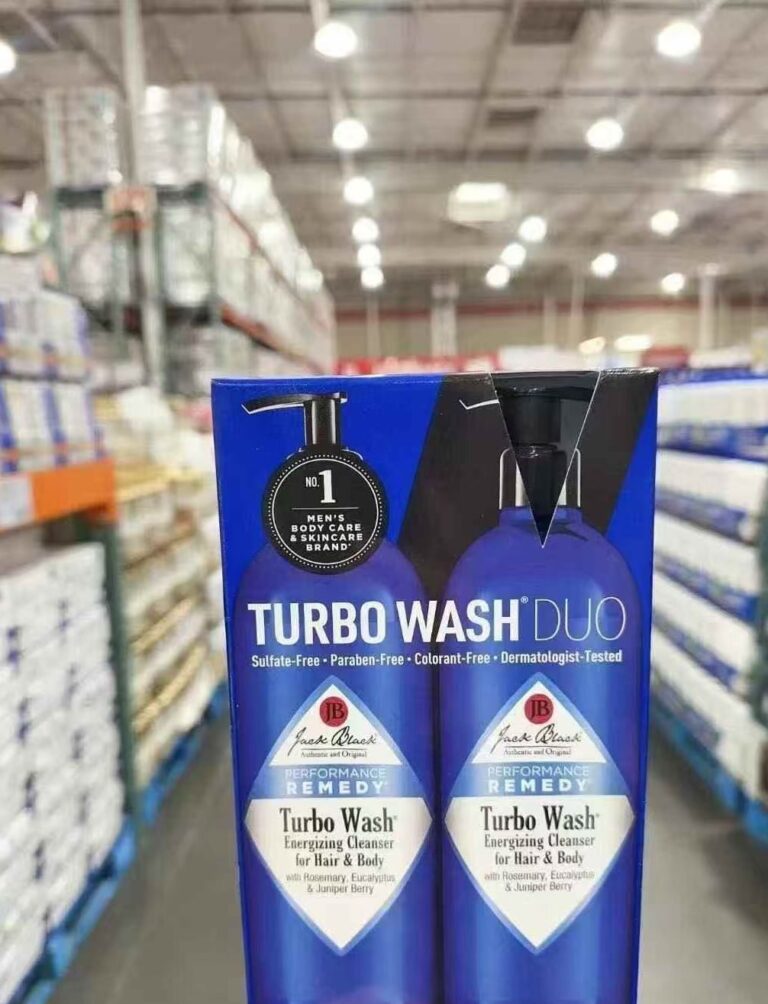 NO. 1
MEN'S
BODY CARE
& SKINCARE
BRAND*
TURBO WASH® DUO
Sulfate-Free • Paraben-Free • Colorant-Free • Dermatologist-Tested
JB
Jack Black
Authentic and Original
PERFORMANCE
REMEDY
Turbo Wash®
Energizing Cleanser
for Hair & Body
with Rosemary, Eucalyptus
& Juniper Berry
JB
Jack Black
Authentic and Original
PERFORMANCE
REMEDY
Turbo Wash®
Energizing Cleanser
for Hair & Body
with Rosemary, Eucalyptus
& Juniper Berry